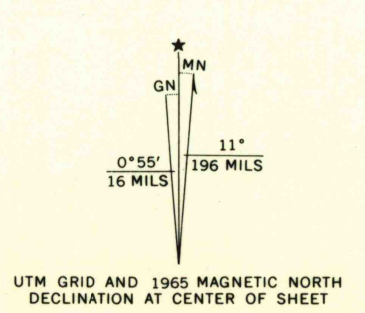 ★
MN
GN
0°55′
16 MILS
11°
196 MILS
UTM GRID AND 1965 MAGNETIC NORTH
DECLINATION AT CENTER OF SHEET